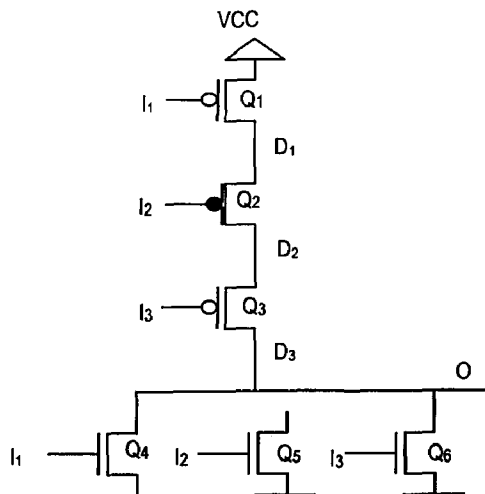 VCC
I1 Q1
D1
I2 Q2
D2
I3 Q3
D3
O
I1 Q4 I2 Q5 I3 Q6